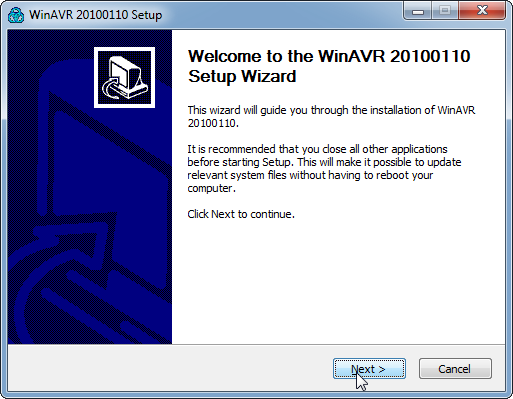 WinAVR 20100110 Setup
Welcome to the WinAVR 20100110
Setup Wizard
This wizard will guide you through the installation of WinAVR
20100110.
It is recommended that you close all other applications
before starting Setup. This will make it possible to update
relevant system files without having to reboot your
computer.
Click Next to continue.
Next >
Cancel